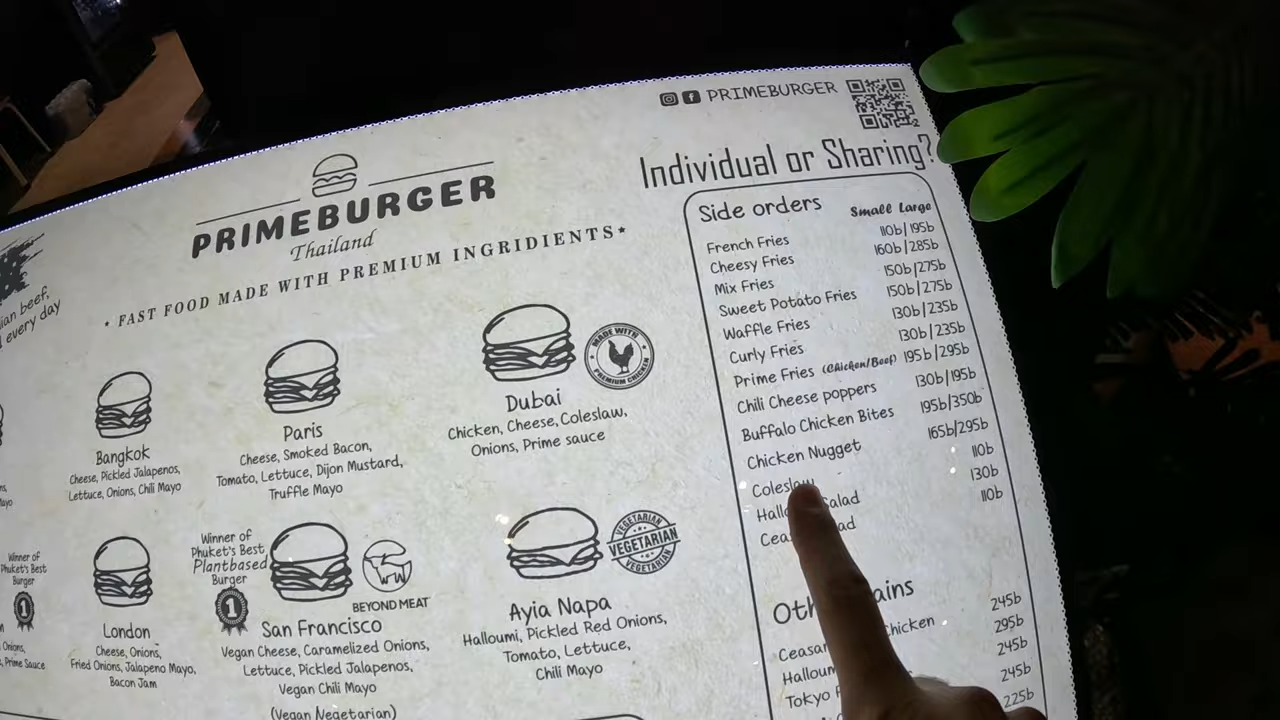 PRIMEBURGER
Individual or Sharing?
PRIMEBURGER
Thailand
* FAST FOOD MADE WITH PREMIUM INGRIDIENTS *
ian beef,
every day
Bangkok
Cheese, Pickled Jalapenos,
Lettuce, Onions, Chili Mayo
Paris
Cheese, Smoked Bacon,
Tomato, Lettuce, Dijon Mustard,
Truffle Mayo
Dubai
Chicken, Cheese, Coleslaw,
Onions, Prime sauce
MADE WITH
PREMIUM CHICKEN
Winner of
Phuket's Best
Burger
1
Onions,
Prime Sauce
London
Cheese, Onions,
Fried Onions, Jalapeno Mayo,
Bacon Jam
Winner of
Phuket's Best
Plantbased
Burger
1
BEYOND MEAT
San Francisco
Vegan Cheese, Caramelized Onions,
Lettuce, Pickled Jalapenos,
Vegan Chili Mayo
(Vegan Negetarian)
VEGETARIAN
VEGETARIAN
VEGETARIAN
Ayia Napa
Halloumi, Pickled Red Onions,
Tomato, Lettuce,
Chili Mayo
Side orders Small Large
French Fries 110b/195b
Cheesy Fries 160b/285b
Mix Fries 150b/275b
Sweet Potato Fries 150b/275b
Waffle Fries 130b/235b
Curly Fries 130b/235b
Prime Fries (Chicken/Beef) 195b/295b
Chili Cheese poppers 130b/195b
Buffalo Chicken Bites 195b/350b
Chicken Nugget 165b/295b
Coleslaw 110b
Salad 130b
110b
245b
Ceasar Chicken 295b
Halloum 245b
Tokyo 245b
225b